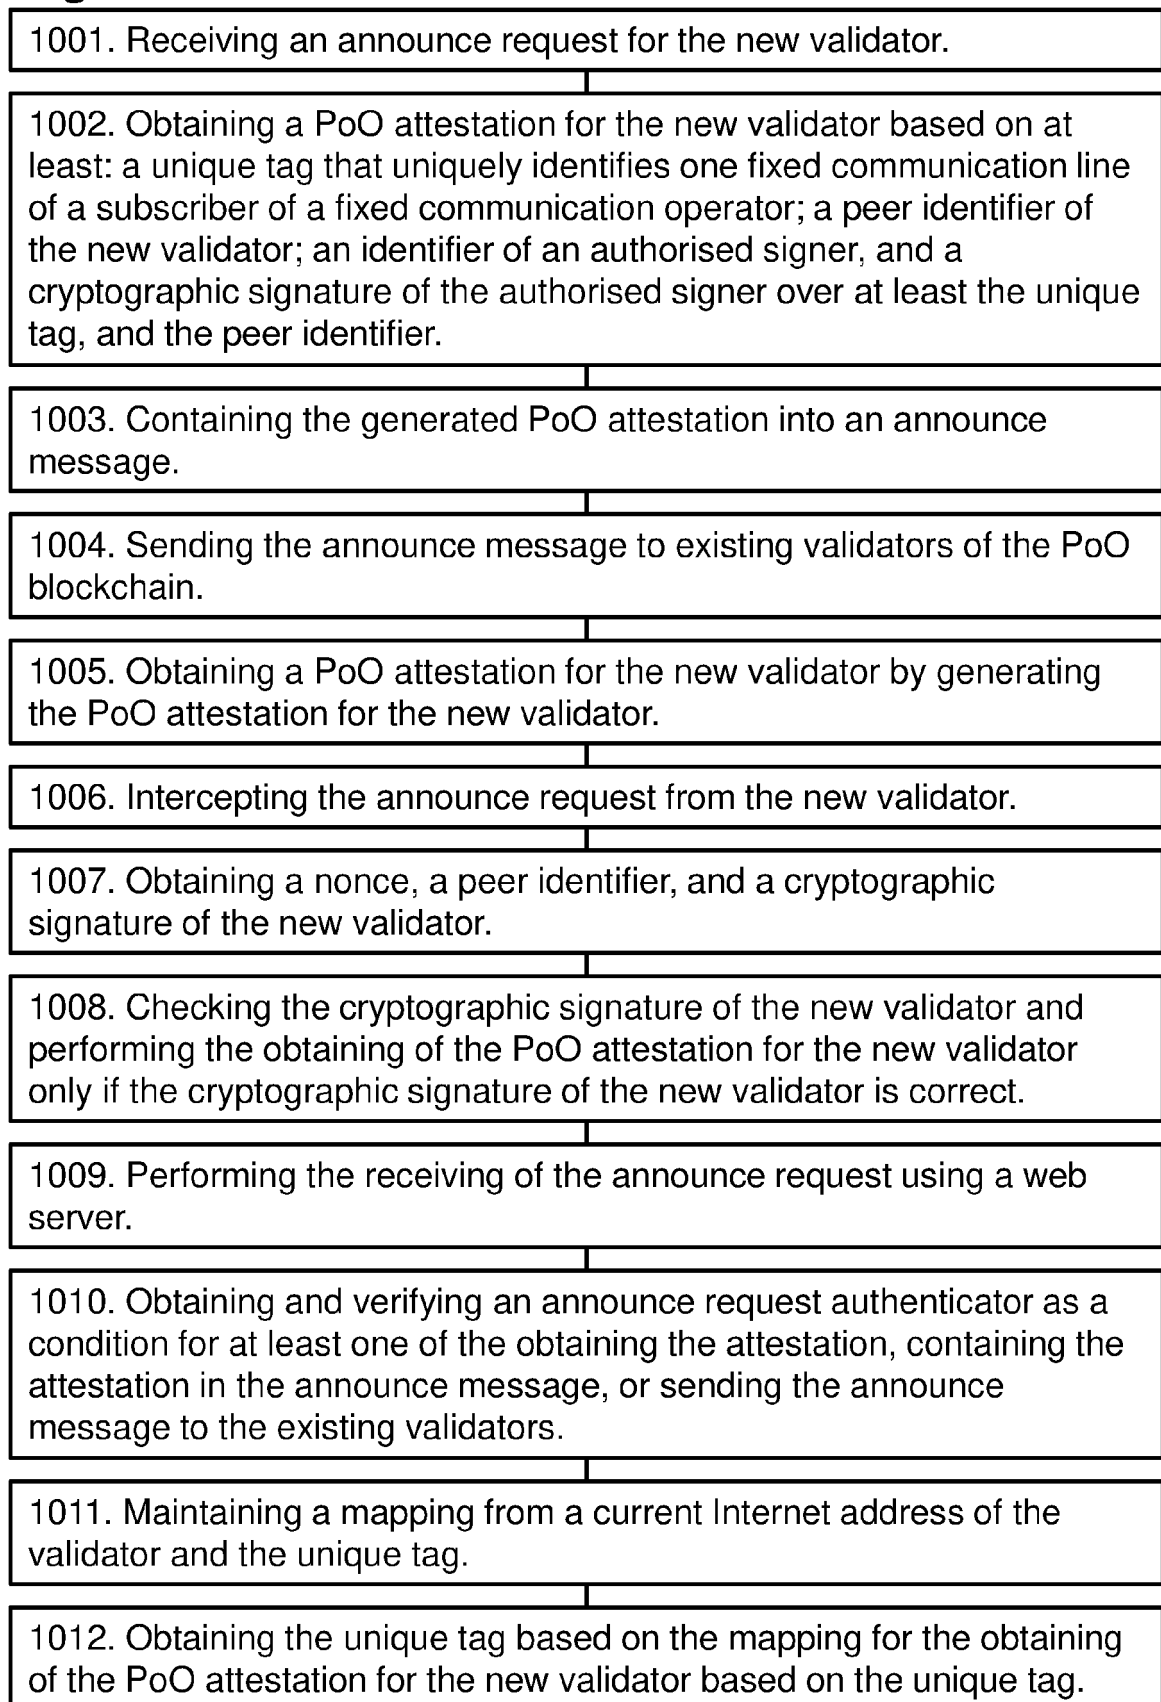 1001. Receiving an announce request for the new validator.
1002. Obtaining a PoO attestation for the new validator based on at
least: a unique tag that uniquely identifies one fixed communication line
of a subscriber of a fixed communication operator; a peer identifier of
the new validator; an identifier of an authorised signer, and a
cryptographic signature of the authorised signer over at least the unique
tag, and the peer identifier.
1003. Containing the generated PoO attestation into an announce
message.
1004. Sending the announce message to existing validators of the PoO
blockchain.
1005. Obtaining a PoO attestation for the new validator by generating
the PoO attestation for the new validator.
1006. Intercepting the announce request from the new validator.
1007. Obtaining a nonce, a peer identifier, and a cryptographic
signature of the new validator.
1008. Checking the cryptographic signature of the new validator and
performing the obtaining of the PoO attestation for the new validator
only if the cryptographic signature of the new validator is correct.
1009. Performing the receiving of the announce request using a web
server.
1010. Obtaining and verifying an announce request authenticator as a
condition for at least one of the obtaining the attestation, containing the
attestation in the announce message, or sending the announce
message to the existing validators.
1011. Maintaining a mapping from a current Internet address of the
validator and the unique tag.
1012. Obtaining the unique tag based on the mapping for the obtaining
of the PoO attestation for the new validator based on the unique tag.